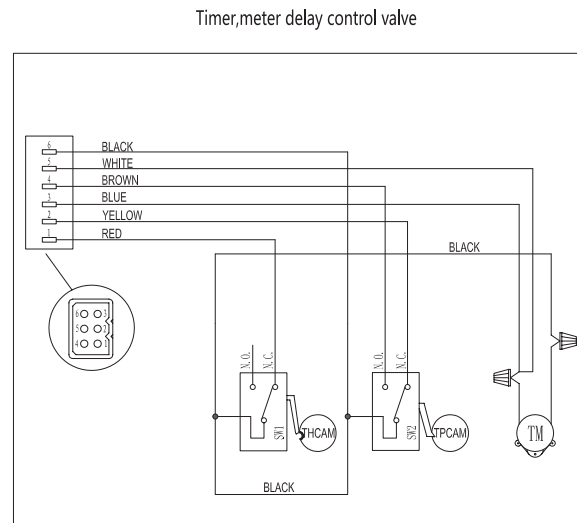 Timer,meter delay control valve
6 BLACK
5 WHITE
4 BROWN
3 BLUE
2 YELLOW
1 RED
BLACK
6 3
5 2
4 1
N.O. N.C. N.O. N.C.
SW1 THCAM SW2 TPCAM TM
BLACK